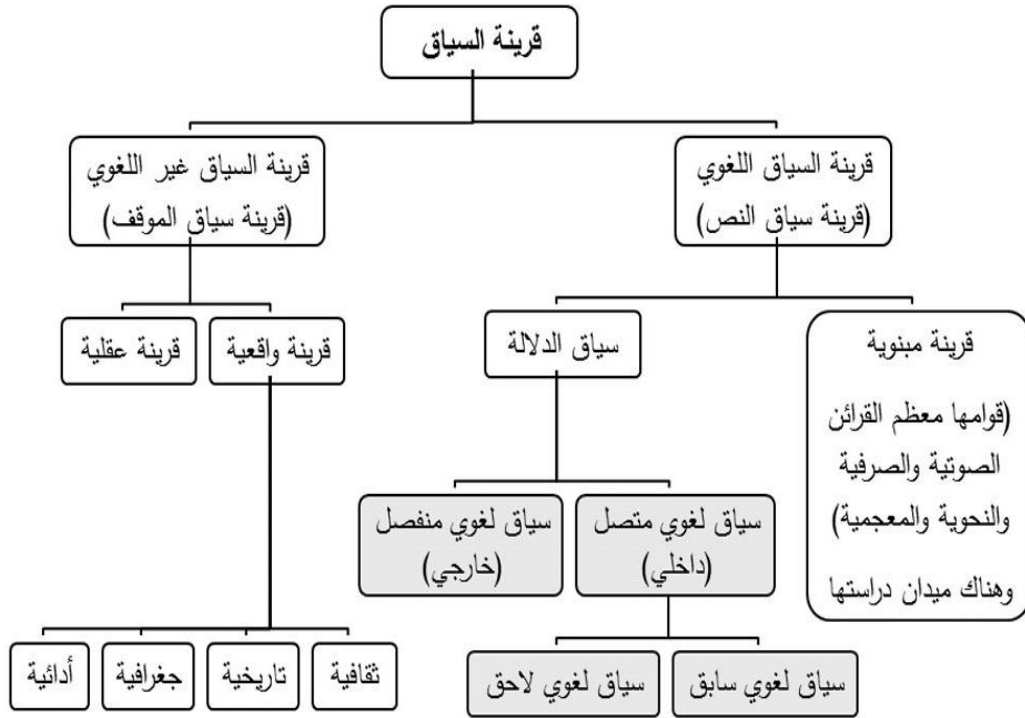 قرينة السياق
قرينة السياق اللغوي
(قرينة سياق النص)
قرينة السياق غير اللغوي
(قرينة سياق الموقف)
قرينة مبنوية
(قوامها معظم القرائن
الصوتية والصرفية
والنحوية والمعجمية)
وهناك ميدان دراستها
سياق الدلالة
قرينة واقعية
قرينة عقلية
سياق لغوي متصل
(داخلي)
سياق لغوي منفصل
(خارجي)
سياق لغوي سابق
سياق لغوي لاحق
ثقافية
تاريخية
جغرافية
أدائية